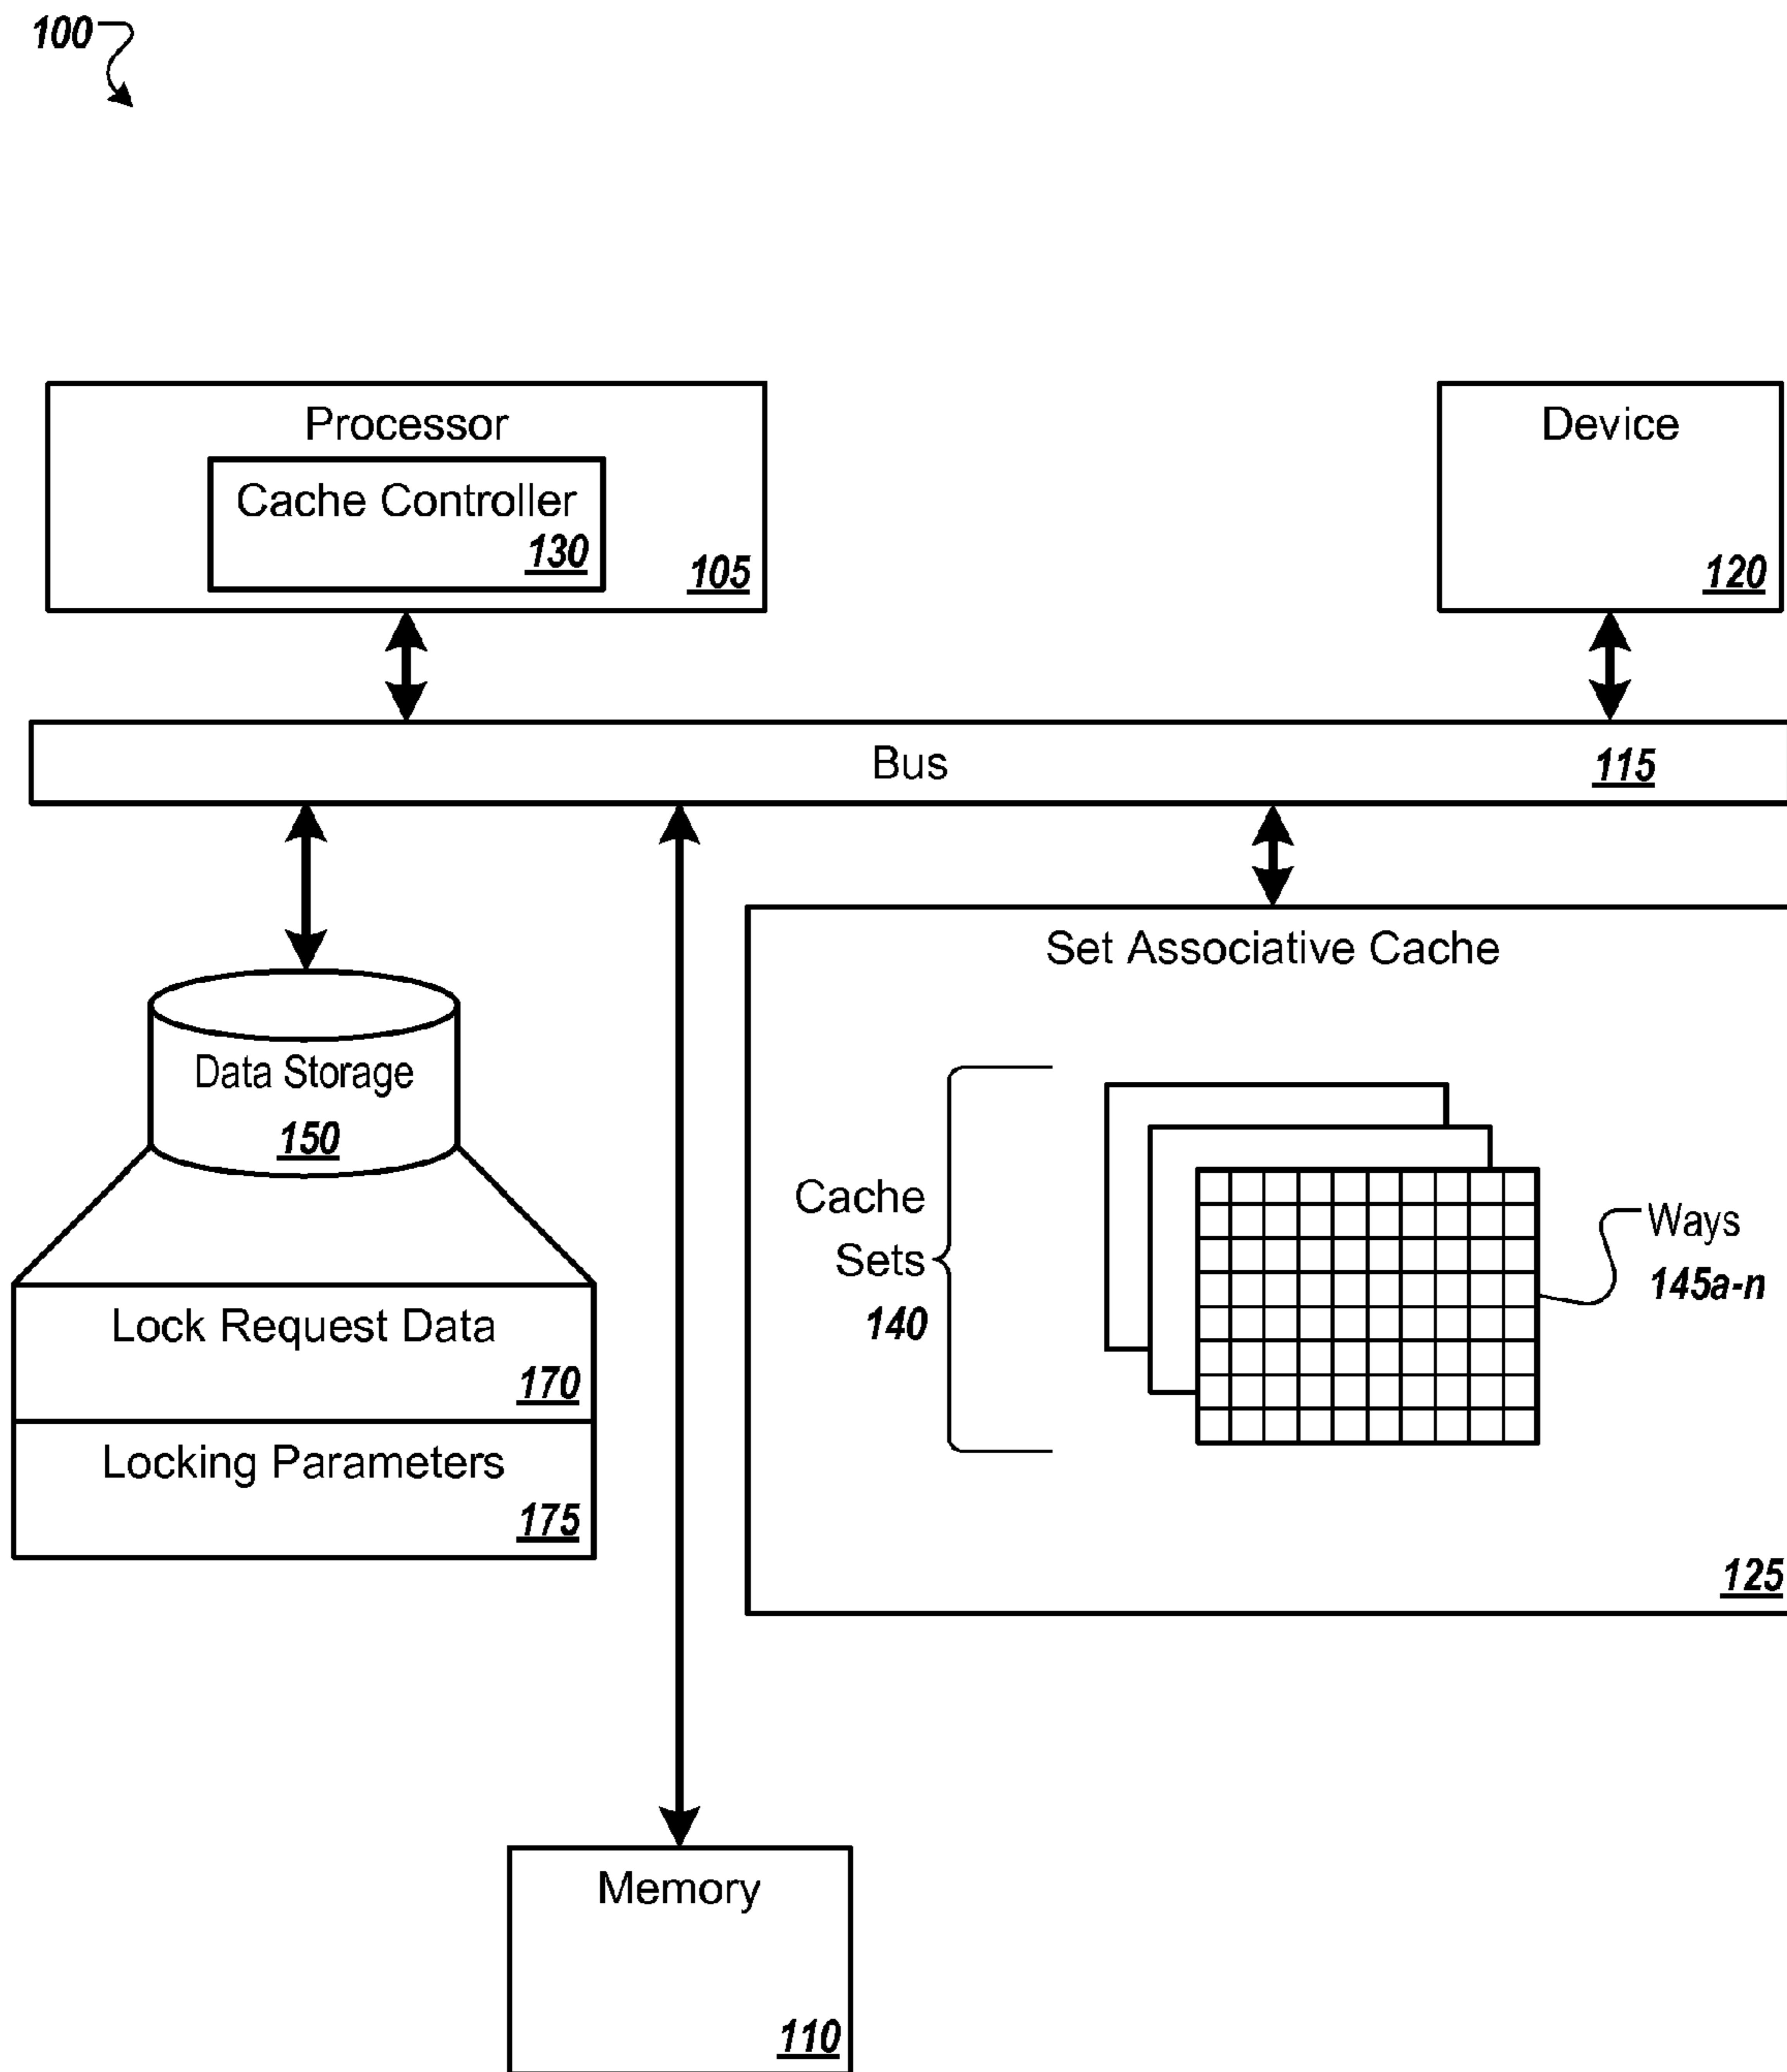 100
Processor
Cache Controller
130
105
Device
120
Bus
115
Data Storage
150
Lock Request Data
170
Locking Parameters
175
Set Associative Cache
Cache
Sets
140
Ways
145a-n
125
Memory
110